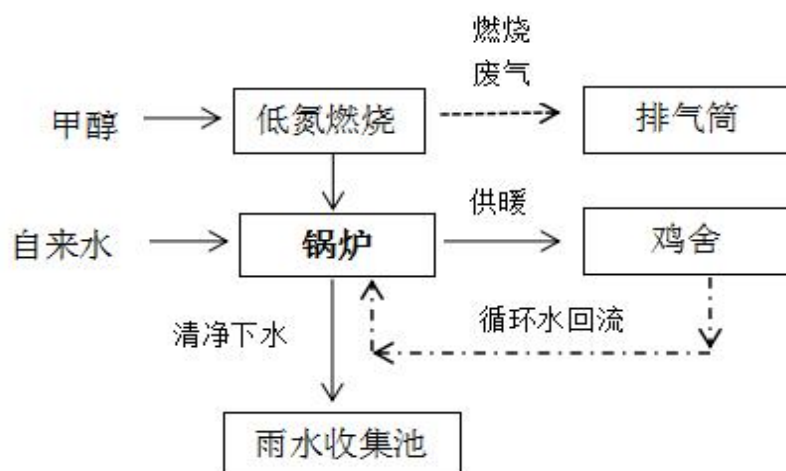 燃烧
废气
甲醇
低氮燃烧
排气筒
供暖
自来水
锅炉
鸡舍
清净下水
循环水回流
雨水收集池